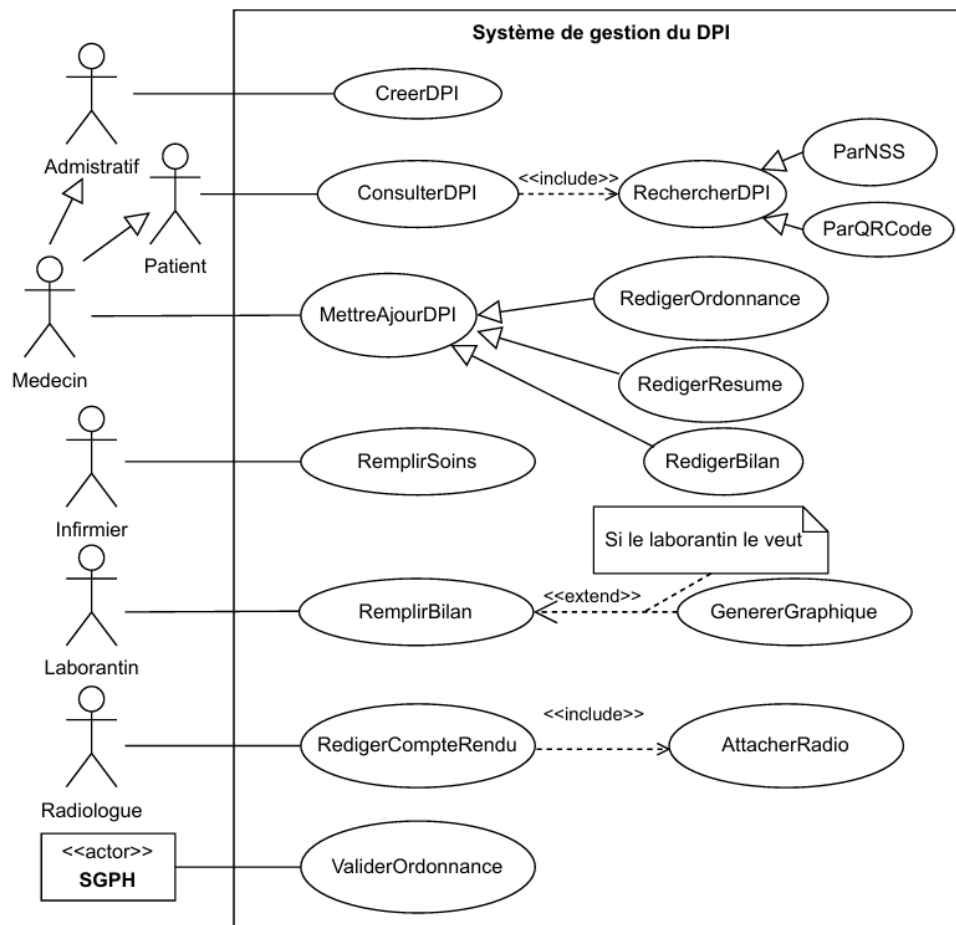 Système de gestion du DPI
CreerDPI
Admistratif
ParNSS
<<include>>
ConsulterDPI
RechercherDPI
ParQRCode
Patient
RedigerOrdonnance
MettreAjourDPI
Medecin
RedigerResume
RemplirSoins
RedigerBilan
Infirmier
Si le laborantin le veut
<<extend>>
RemplirBilan
GenererGraphique
Laborantin
<<include>>
RedigerCompteRendu
AttacherRadio
Radiologue
<<actor>>
SGPH
ValiderOrdonnance